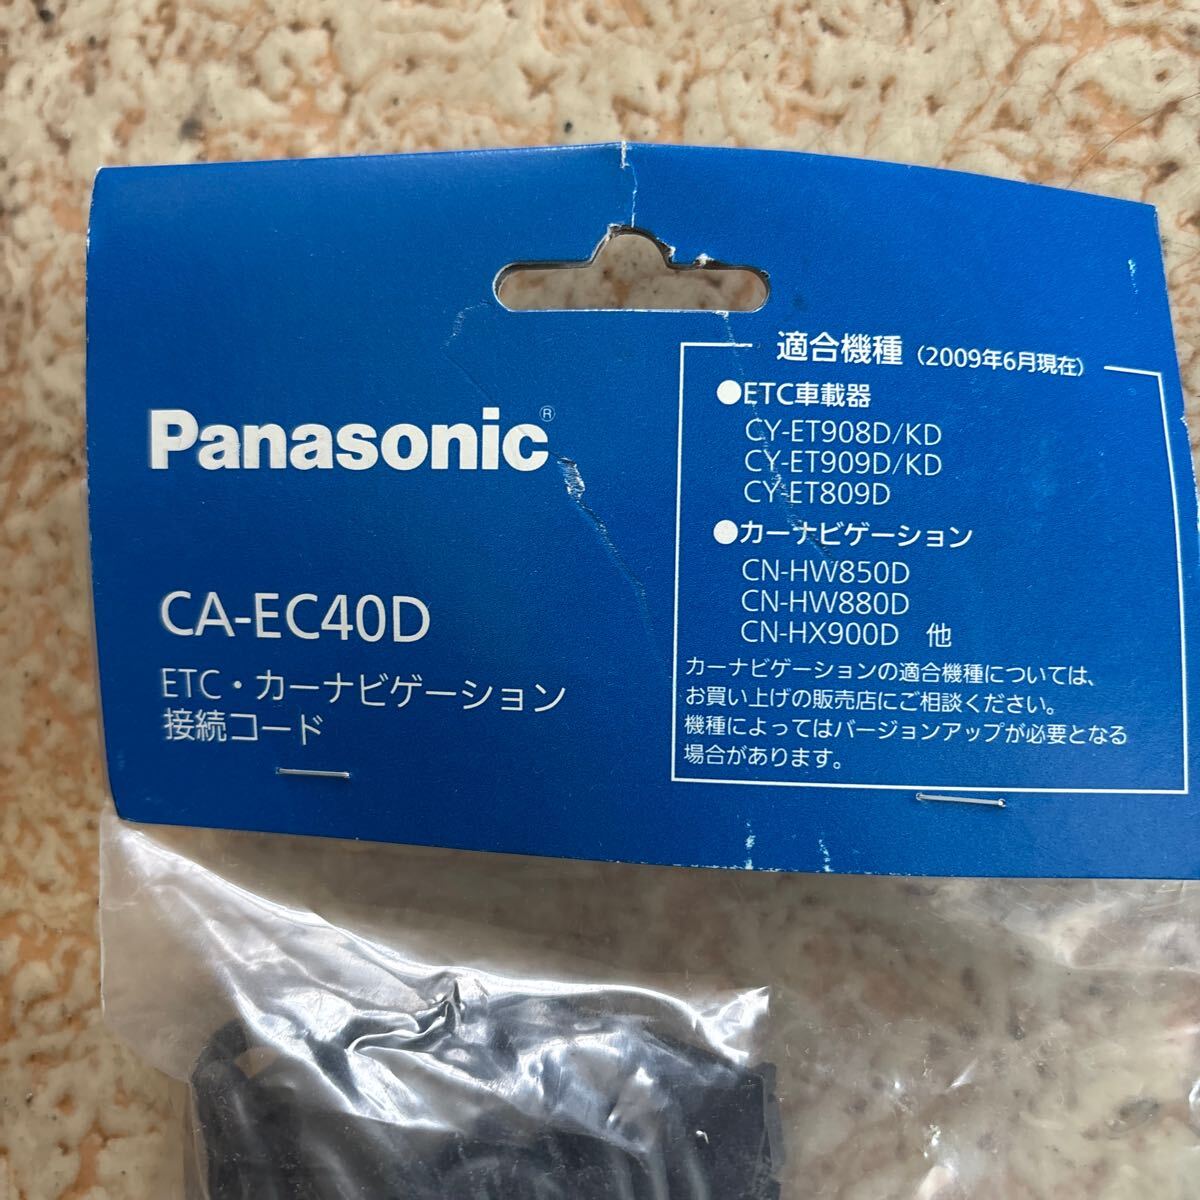 Panasonic®
CA-EC40D
ETC・カーナビゲーション
接続コード
適合機種（2009年6月現在）
●ETC車載器
CY-ET908D/KD
CY-ET909D/KD
CY-ET809D
●カーナビゲーション
CN-HW850D
CN-HW880D
CN-HX900D 他
カーナビゲーションの適合機種については、
お買い上げの販売店にご相談ください。
機種によってはバージョンアップが必要となる
場合があります。